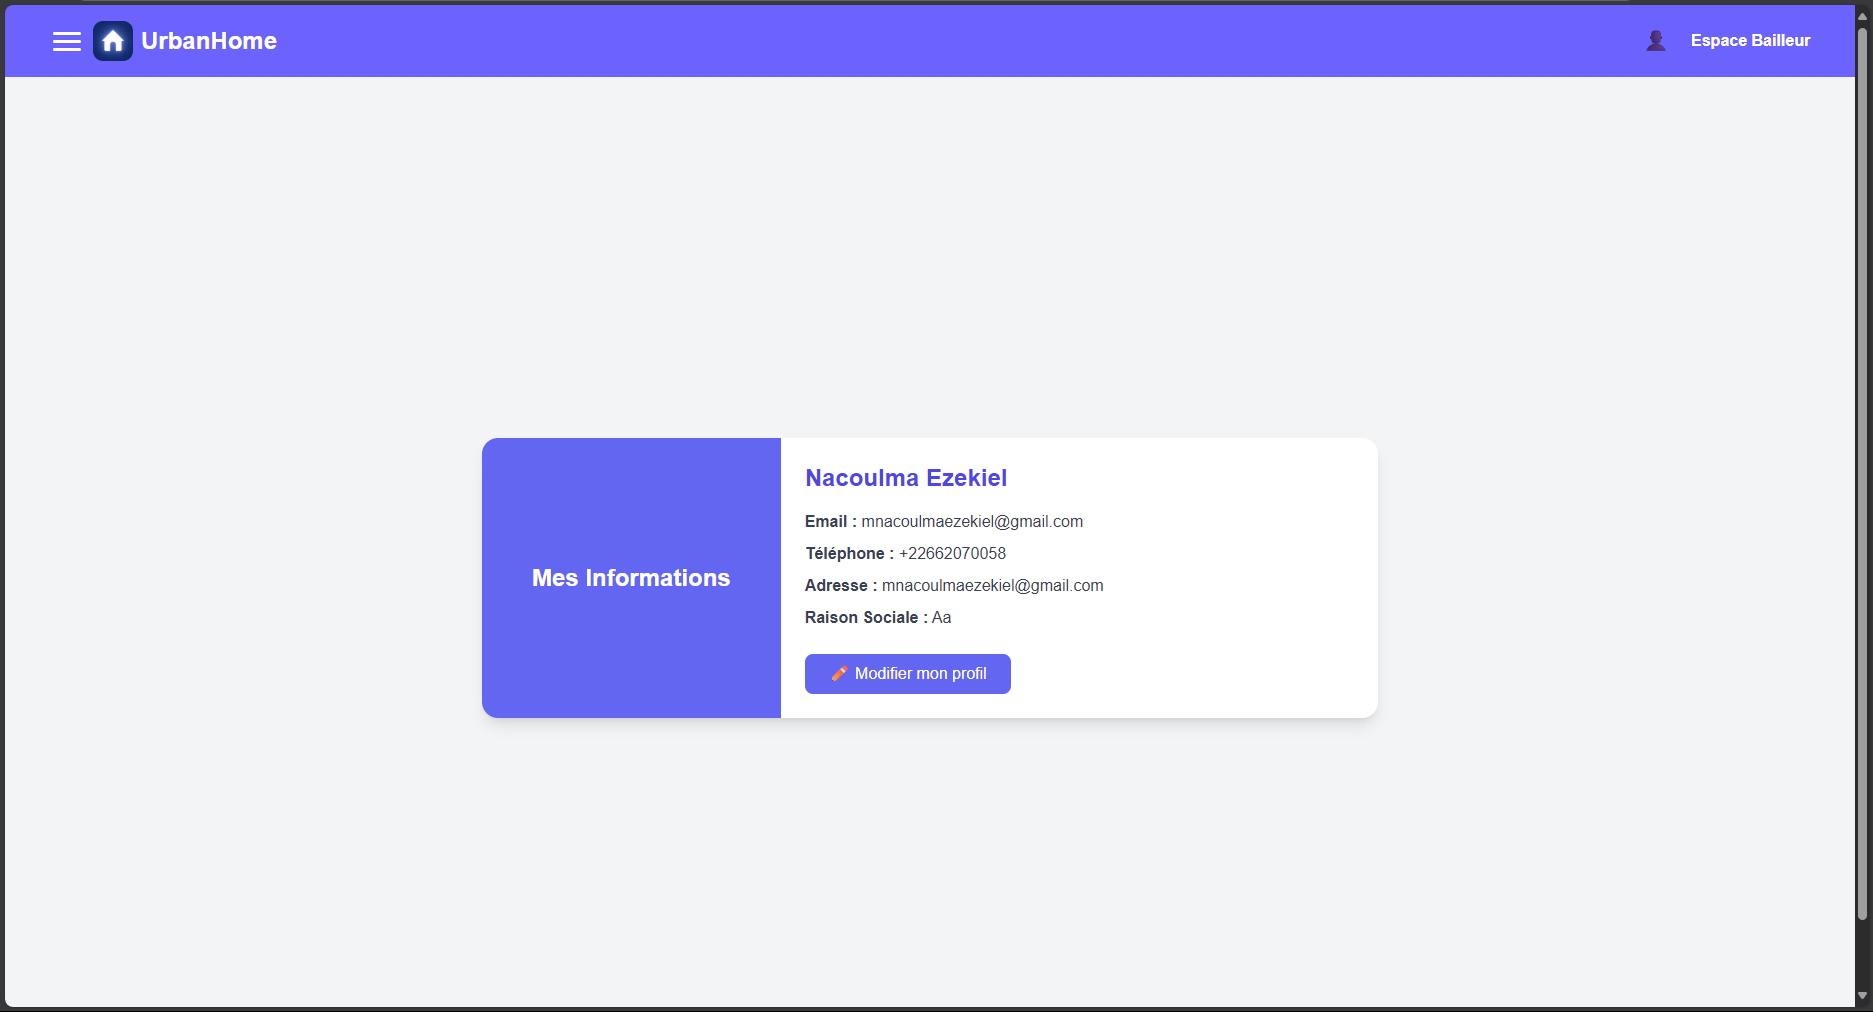 UrbanHome
Espace Bailleur
Mes Informations
Nacoulma Ezekiel
Email : mnacoulmaezekiel@gmail.com
Téléphone : +22662070058
Adresse : mnacoulmaezekiel@gmail.com
Raison Sociale : Aa
Modifier mon profil